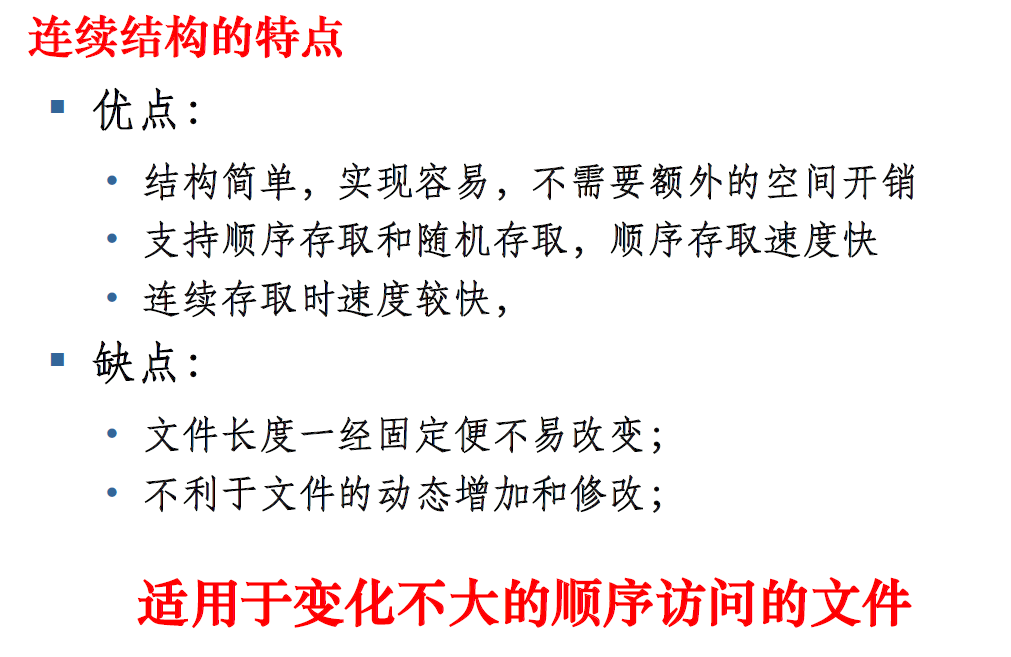 连续结构的特点
▪ 优点：
• 结构简单，实现容易，不需要额外的空间开销
• 支持顺序存取和随机存取，顺序存取速度快
• 连续存取时速度较快，
▪ 缺点：
• 文件长度一经固定便不易改变；
• 不利于文件的动态增加和修改；
适用于变化不大的顺序访问的文件